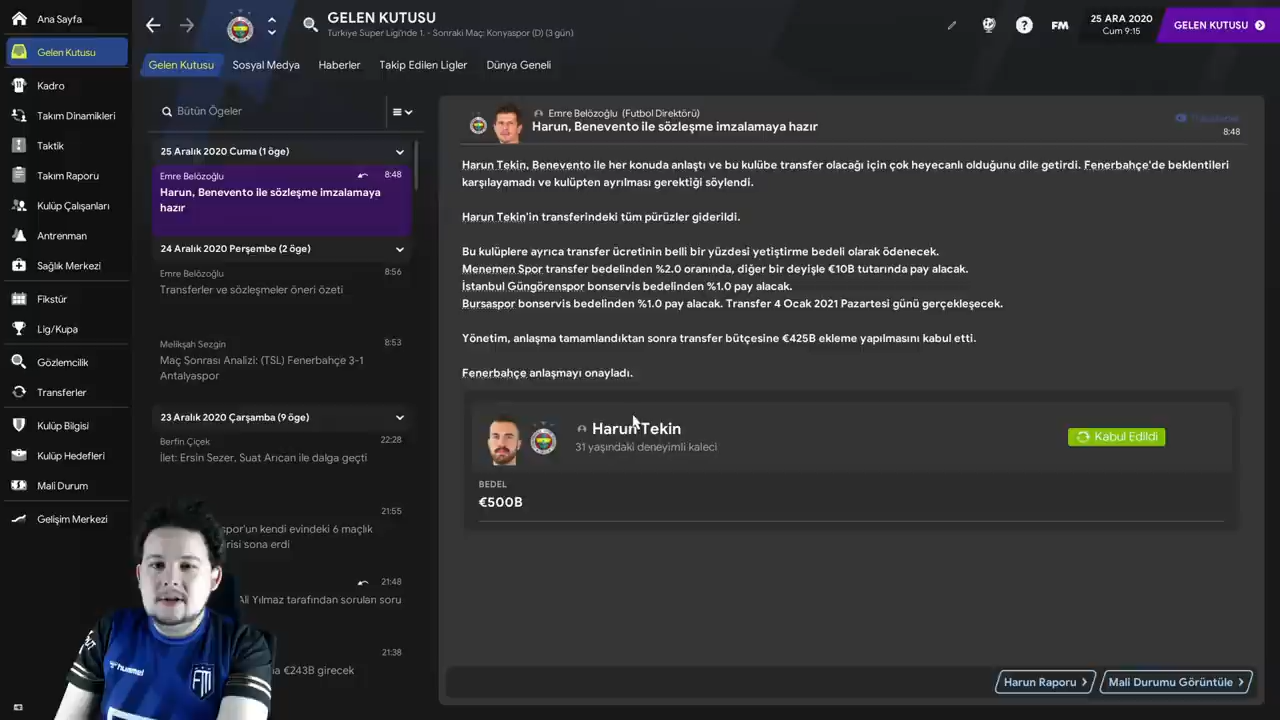 Ana Sayfa
Gelen Kutusu
Kadro
Takım Dinamikleri
Taktik
Takım Raporu
Kulüp Çalışanları
Antrenman
Sağlık Merkezi
Fikstür
Lig/Kupa
Gözlemcilik
Transferler
Kulüp Bilgisi
Kulüp Hedefleri
Mali Durum
Gelişim Merkezi
GELEN KUTUSU
Türkiye Süper Ligi'nde 1. - Sonraki Maç: Konyaspor (D) (3 gün)
FM
25 ARA 2020
Cum 9:15
GELEN KUTUSU
Gelen Kutusu
Sosyal Medya
Haberler
Takip Edilen Ligler
Dünya Geneli
Bütün Ögeler
25 Aralık 2020 Cuma (1 öge)
Emre Belözoğlu
8:48
Harun, Benevento ile sözleşme imzalamaya
hazır
24 Aralık 2020 Perşembe (2 öge)
Emre Belözoğlu
8:56
Transferler ve sözleşmeler öneri özeti
Melikşah Sezgin
8:53
Maç Sonrası Analizi: (TSL) Fenerbahçe 3-1
Antalyaspor
23 Aralık 2020 Çarşamba (9 öge)
Berfin Çiçek
22:28
İlet: Ersin Sezer, Suat Arıcan ile dalga geçti
21:55
spor'un kendi evindeki 6 maçlık
risi sona erdi
21:48
Ali Yılmaz tarafından sorulan soru
21:38
a €243B girecek
hummel
FM
Emre Belözoğlu (Futbol Direktörü)
Harun, Benevento ile sözleşme imzalamaya hazır
8:48
Harun Tekin, Benevento ile her konuda anlaştı ve bu kulübe transfer olacağı için çok heyecanlı olduğunu dile getirdi. Fenerbahçe'de beklentileri
karşılayamadı ve kulüpten ayrılması gerektiği söylendi.
Harun Tekin'in transferindeki tüm pürüzler giderildi.
Bu kulüplere ayrıca transfer ücretinin belli bir yüzdesi yetiştirme bedeli olarak ödenecek.
Menemen Spor transfer bedelinden %2.0 oranında, diğer bir deyişle €10B tutarında pay alacak.
İstanbul Güngörenspor bonservis bedelinden %1.0 pay alacak.
Bursaspor bonservis bedelinden %1.0 pay alacak. Transfer 4 Ocak 2021 Pazartesi günü gerçekleşecek.
Yönetim, anlaşma tamamlandıktan sonra transfer bütçesine €425B ekleme yapılmasını kabul etti.
Fenerbahçe anlaşmayı onayladı.
Harun Tekin
31 yaşındaki deneyimli kaleci
Kabul Edildi
BEDEL
€500B
Harun Raporu
Mali Durumu Görüntüle